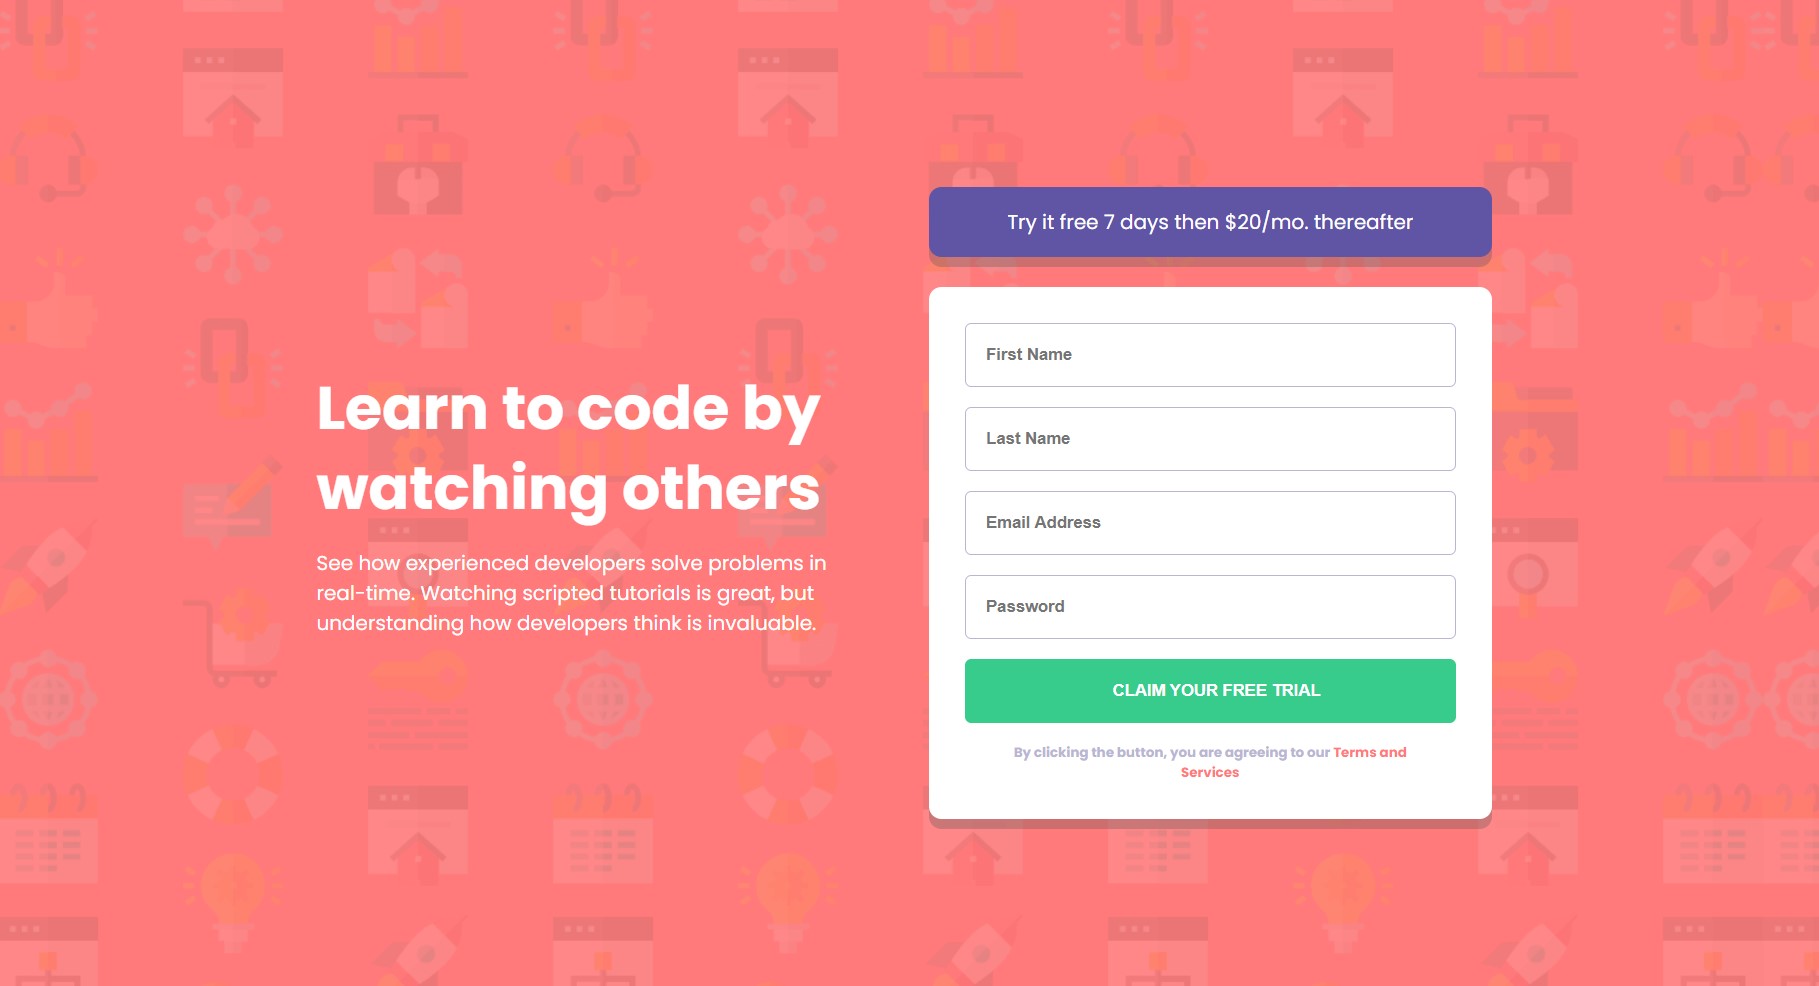 Learn to code by
watching others
See how experienced developers solve problems in
real-time. Watching scripted tutorials is great, but
understanding how developers think is invaluable.
Try it free 7 days then $20/mo. thereafter
First Name
Last Name
Email Address
Password
CLAIM YOUR FREE TRIAL
By clicking the button, you are agreeing to our Terms and
Services